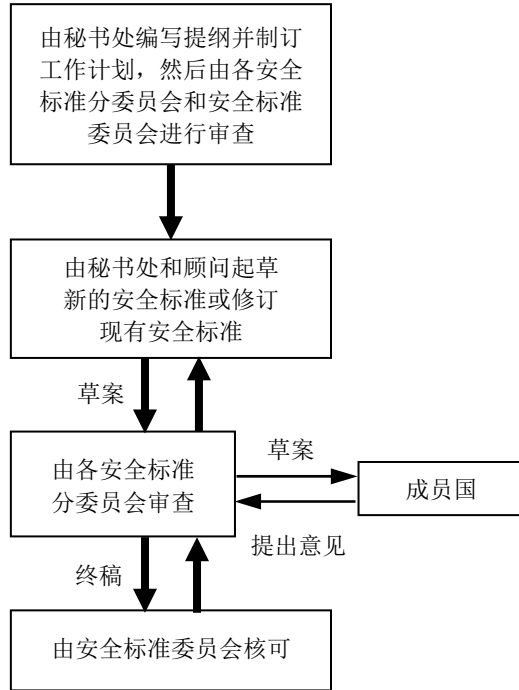 由秘书处编写提纲并制订
工作计划，然后由各安全
标准分委员会和安全标准
委员会进行审查
由秘书处和顾问起草
新的安全标准或修订
现有安全标准
草案
由各安全标准
分委员会审查
草案
成员国
提出意见
终稿
由安全标准委员会核可